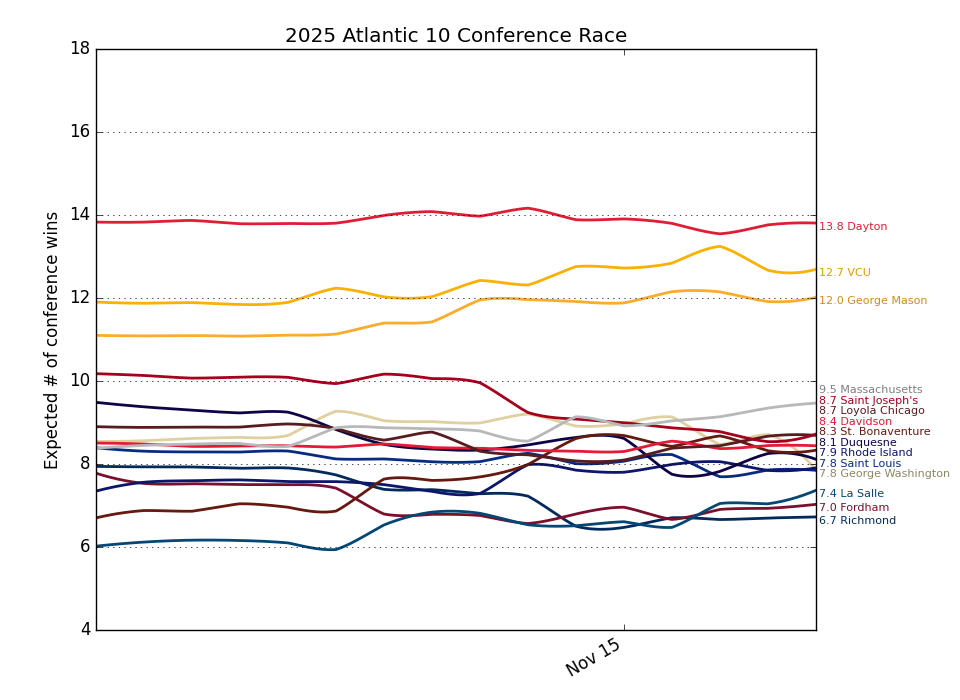 2025 Atlantic 10 Conference Race
Expected # of conference wins
18
16
14
12
10
8
6
4
Nov 15
13.8 Dayton
12.7 VCU
12.0 George Mason
9.5 Massachusetts
8.7 Saint Joseph's
8.7 Loyola Chicago
8.4 Davidson
8.3 St. Bonaventure
8.1 Duquesne
7.9 Rhode Island
7.8 Saint Louis
7.8 George Washington
7.4 La Salle
7.0 Fordham
6.7 Richmond